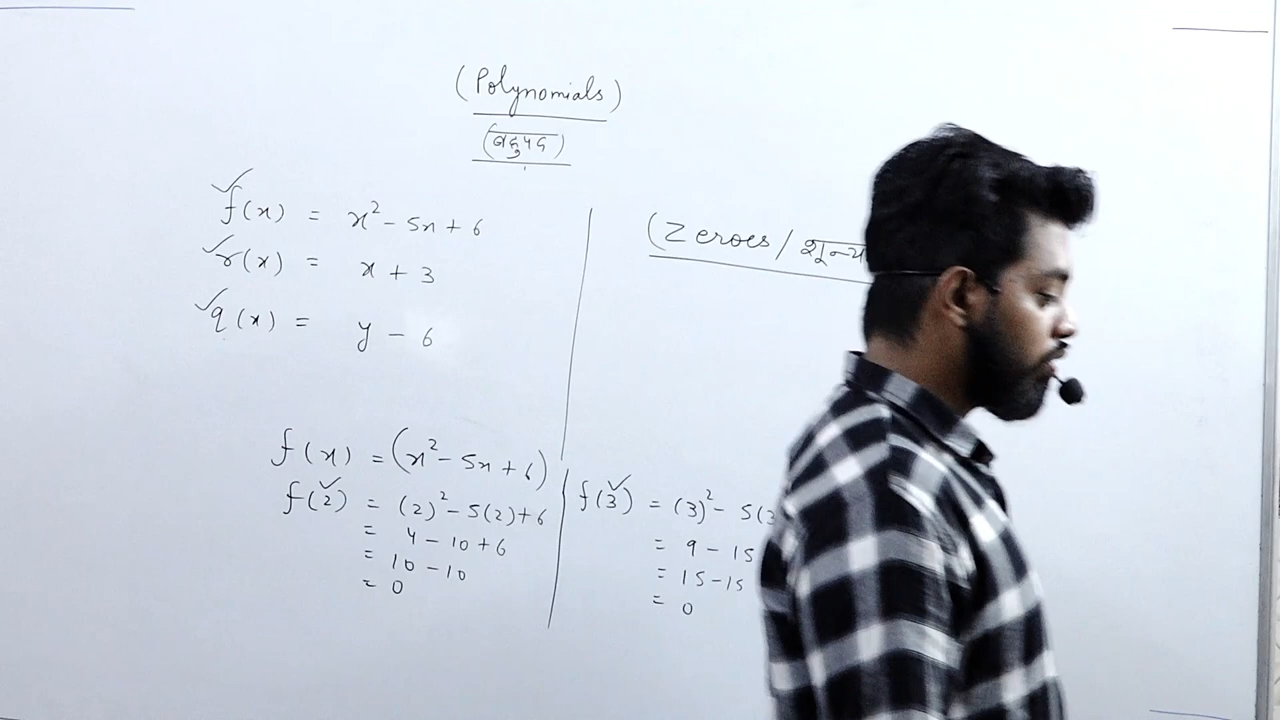 (Polynomials)
(बहुपद)
f(x) = x² - 5x + 6
r(x) = x + 3
q(x) = y - 6
(Zeroes / शून्य
f(x) = (x² - 5x + 6)
f(2) = (2)² - 5(2) + 6
= 4 - 10 + 6
= 10 - 10
= 0
f(3) = (3)² - 5(3
= 9 - 15
= 15 - 15
= 0